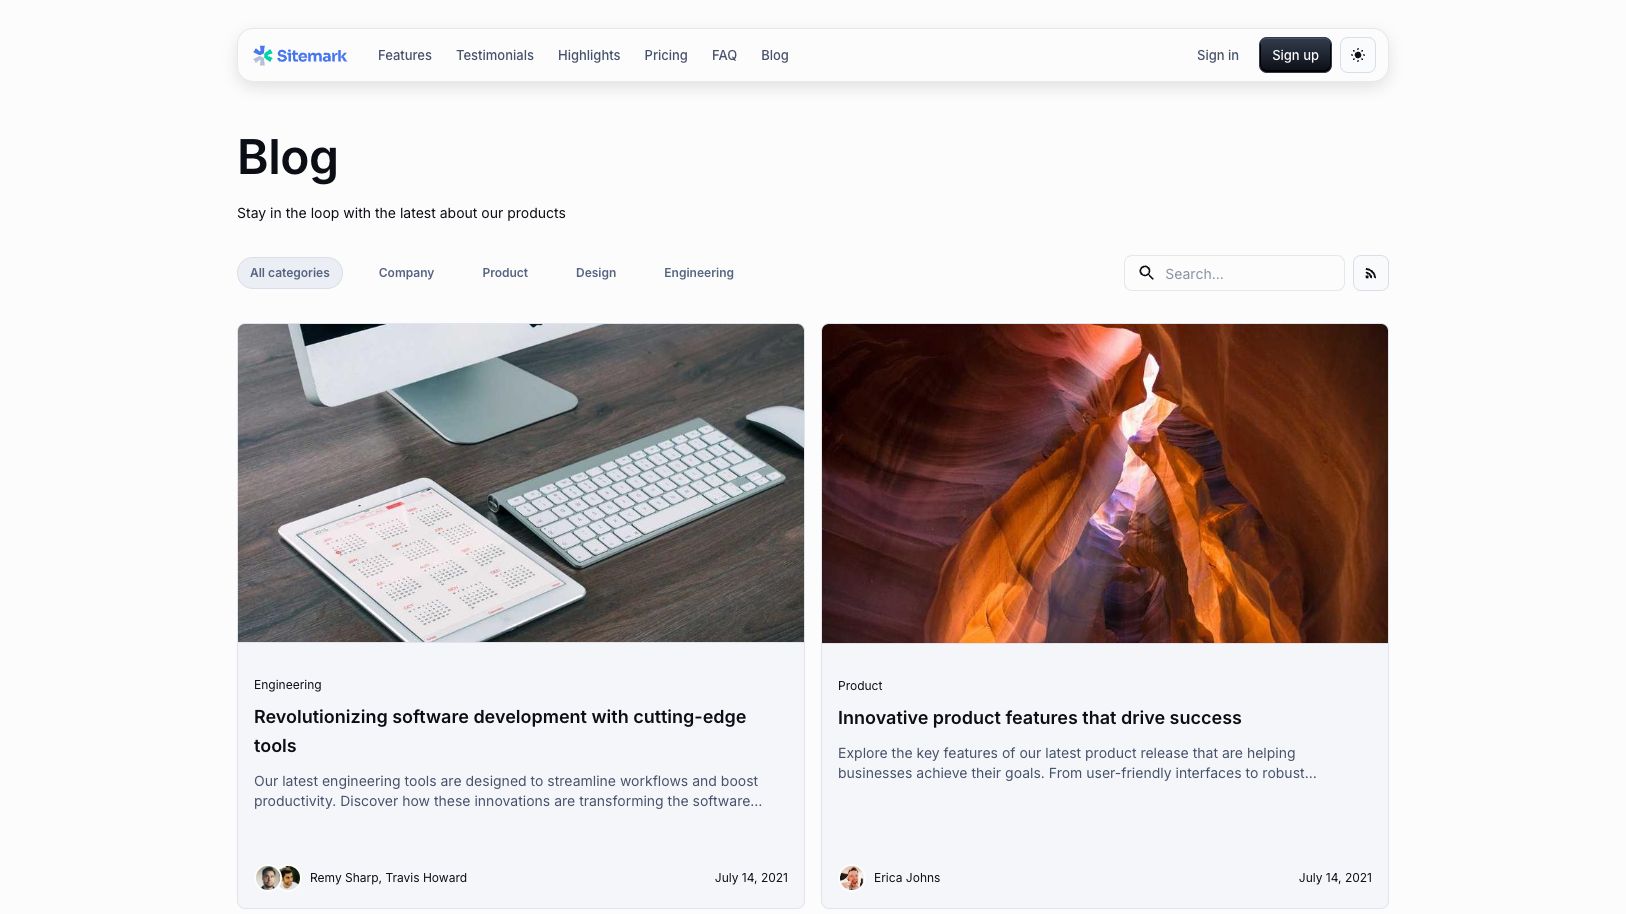 Sitemark
Features
Testimonials
Highlights
Pricing
FAQ
Blog
Sign in
Sign up
Blog
Stay in the loop with the latest about our products
All categories
Company
Product
Design
Engineering
Search...
Engineering
Revolutionizing software development with cutting-edge
tools
Our latest engineering tools are designed to streamline workflows and boost
productivity. Discover how these innovations are transforming the software...
Remy Sharp, Travis Howard
July 14, 2021
Product
Innovative product features that drive success
Explore the key features of our latest product release that are helping
businesses achieve their goals. From user-friendly interfaces to robust...
Erica Johns
July 14, 2021